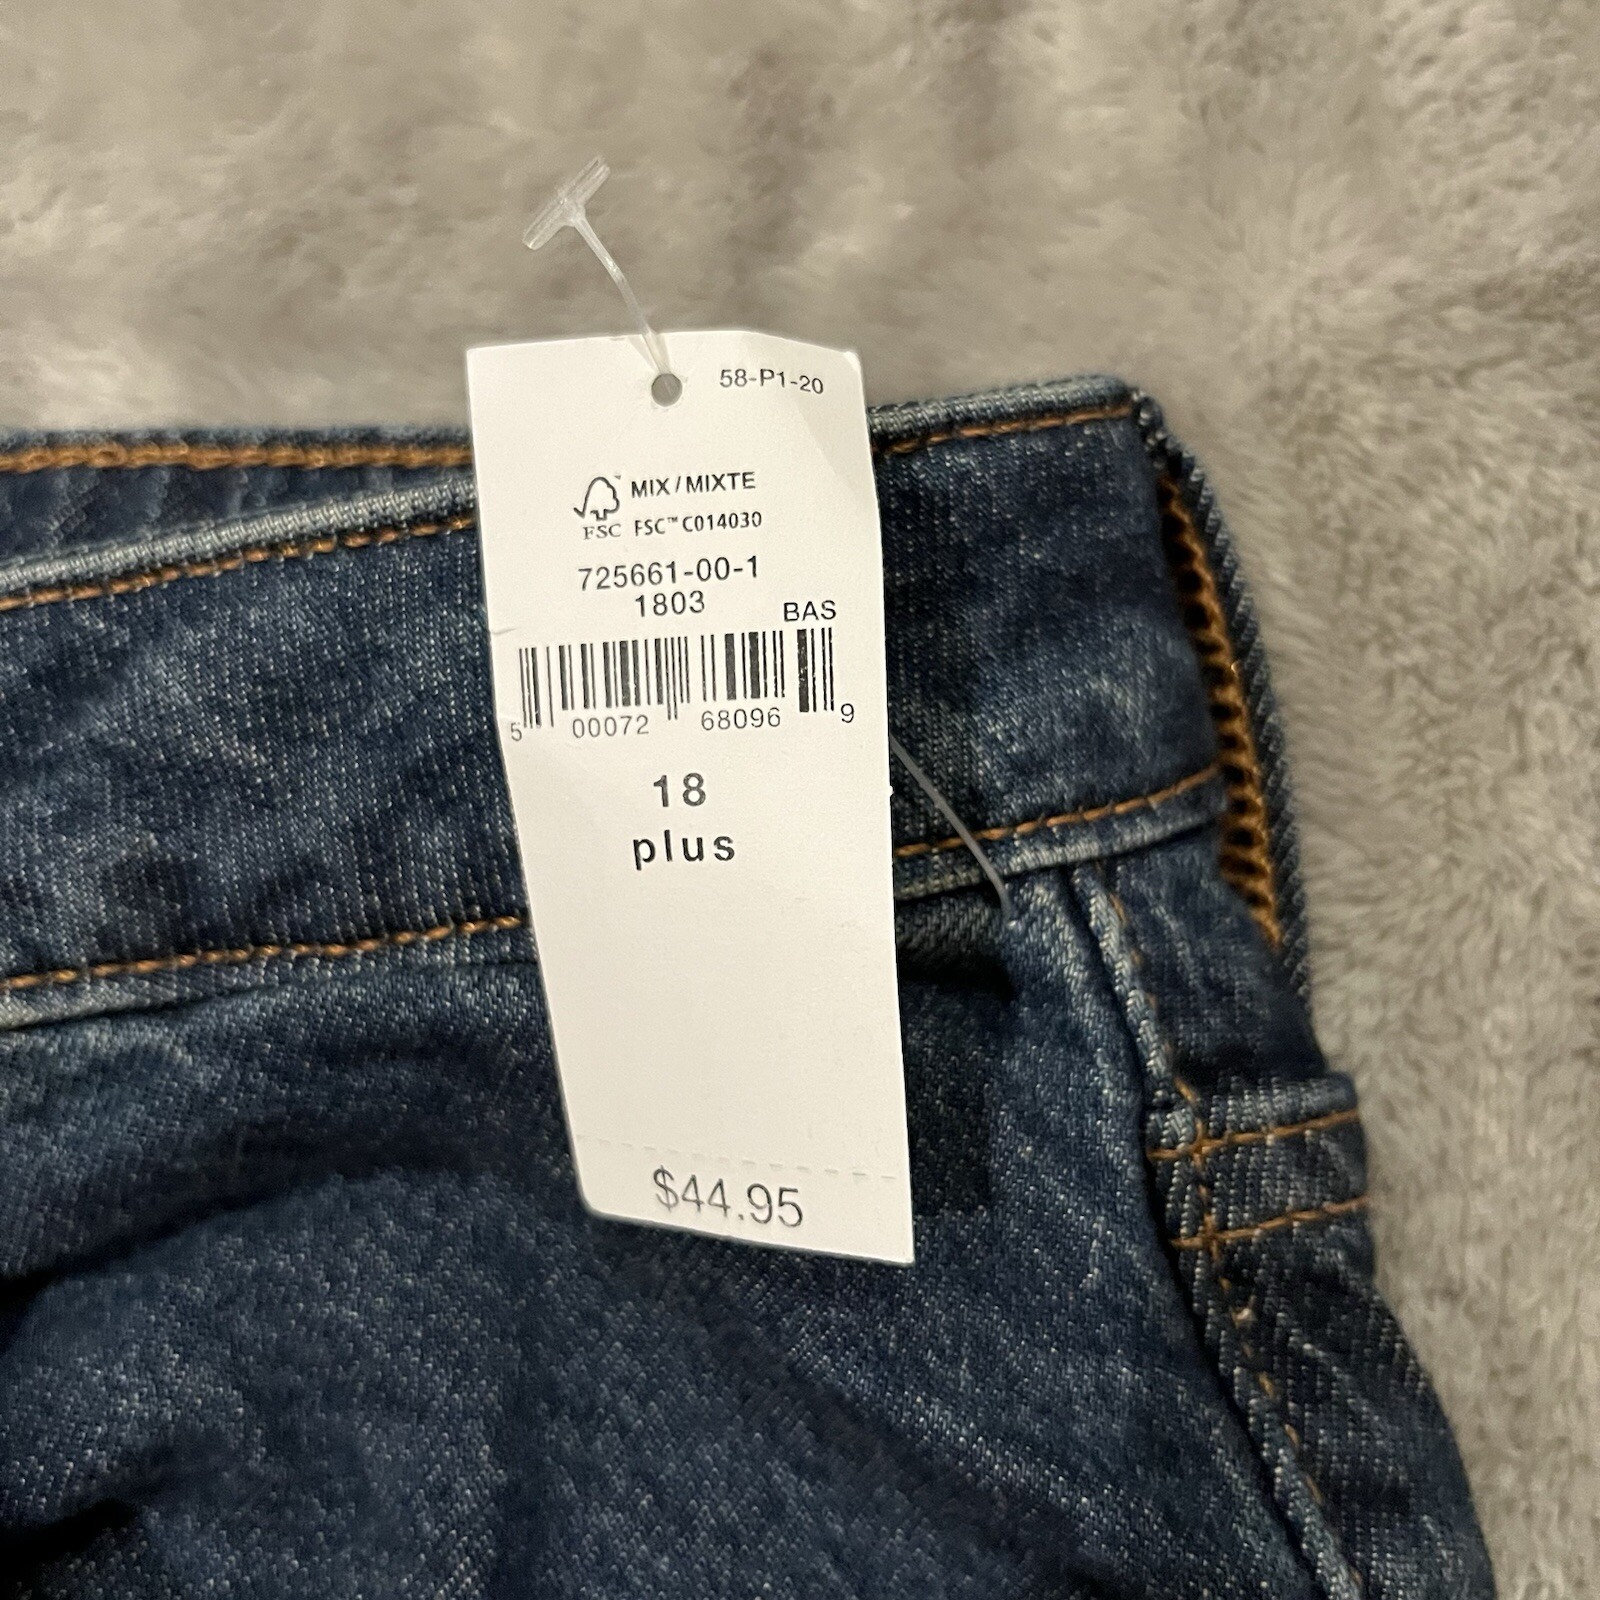 58-P1-20
MIX/MIXTE
FSC FSC™ C014030
725661-00-1
1803
BAS
5 00072 68096 9
18
plus
$44.95